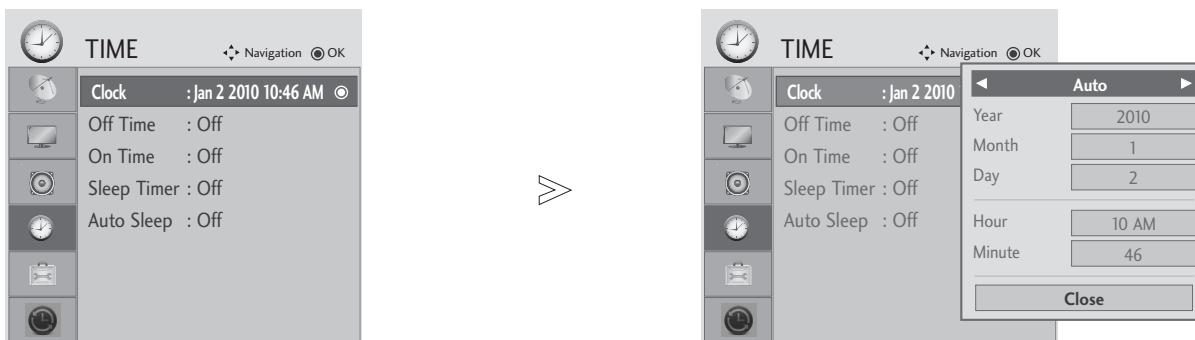 TIME
Navigation OK
Clock : Jan 2 2010 10:46 AM
Off Time : Off
On Time : Off
Sleep Timer : Off
Auto Sleep : Off
TIME
Navigation OK
Clock : Jan 2 2010
Off Time : Off
On Time : Off
Sleep Timer : Off
Auto Sleep : Off
Auto
Year 2010
Month 1
Day 2
Hour 10 AM
Minute 46
Close